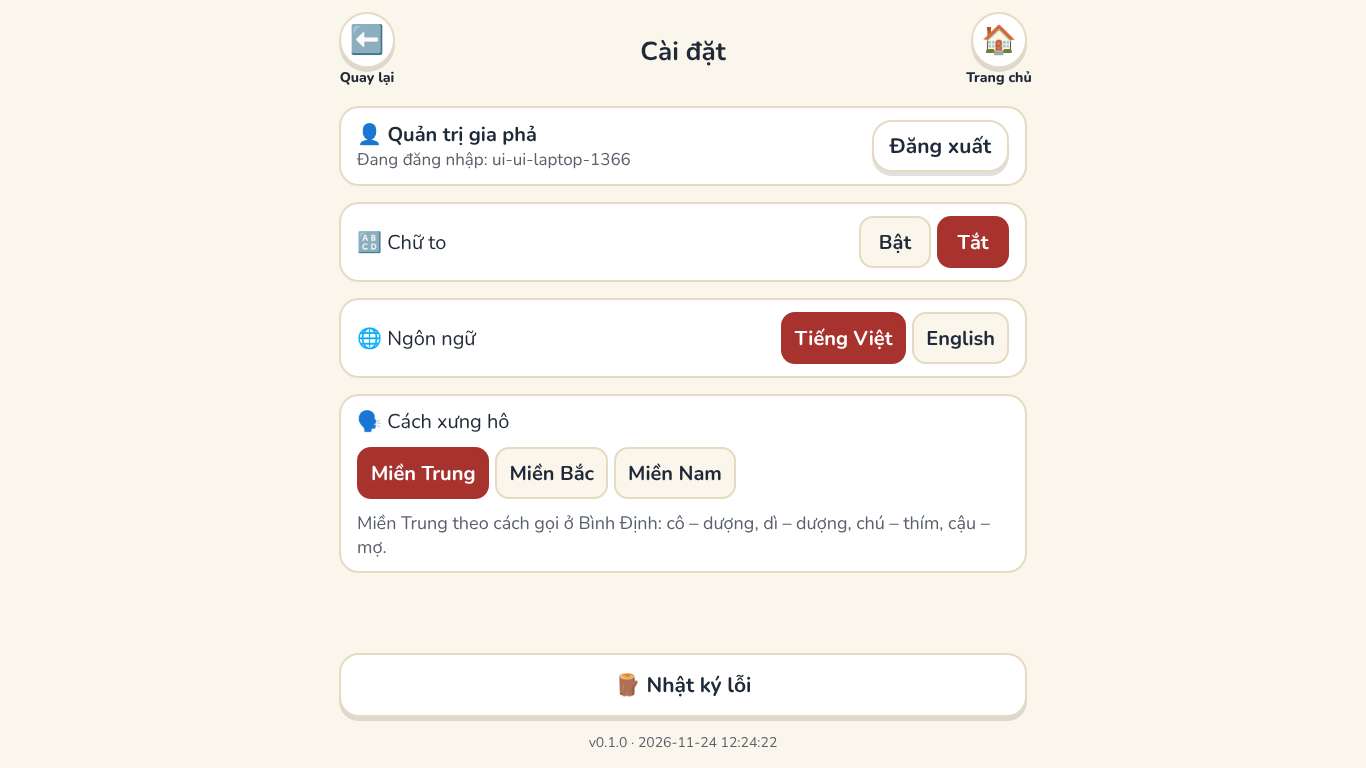 Quay lại
Cài đặt
Trang chủ
Quản trị gia phả
Đang đăng nhập: ui-ui-laptop-1366
Đăng xuất
Chữ to
Bật
Tắt
Ngôn ngữ
Tiếng Việt
English
Cách xưng hô
Miền Trung
Miền Bắc
Miền Nam
Miền Trung theo cách gọi ở Bình Định: cô – dượng, dì – dượng, chú – thím, cậu –
mợ.
Nhật ký lỗi
v0.1.0 · 2026-11-24 12:24:22